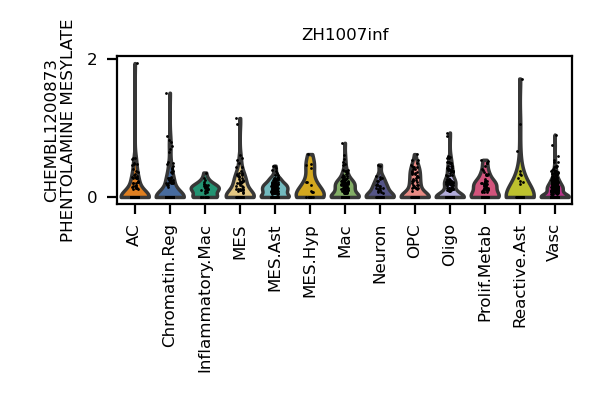 ZH1007inf
CHEMBL1200873
PHENTOLAMINE MESYLATE
2
0
AC
Chromatin.Reg
Inflammatory.Mac
MES
MES.Ast
MES.Hyp
Mac
Neuron
OPC
Oligo
Prolif.Metab
Reactive.Ast
Vasc